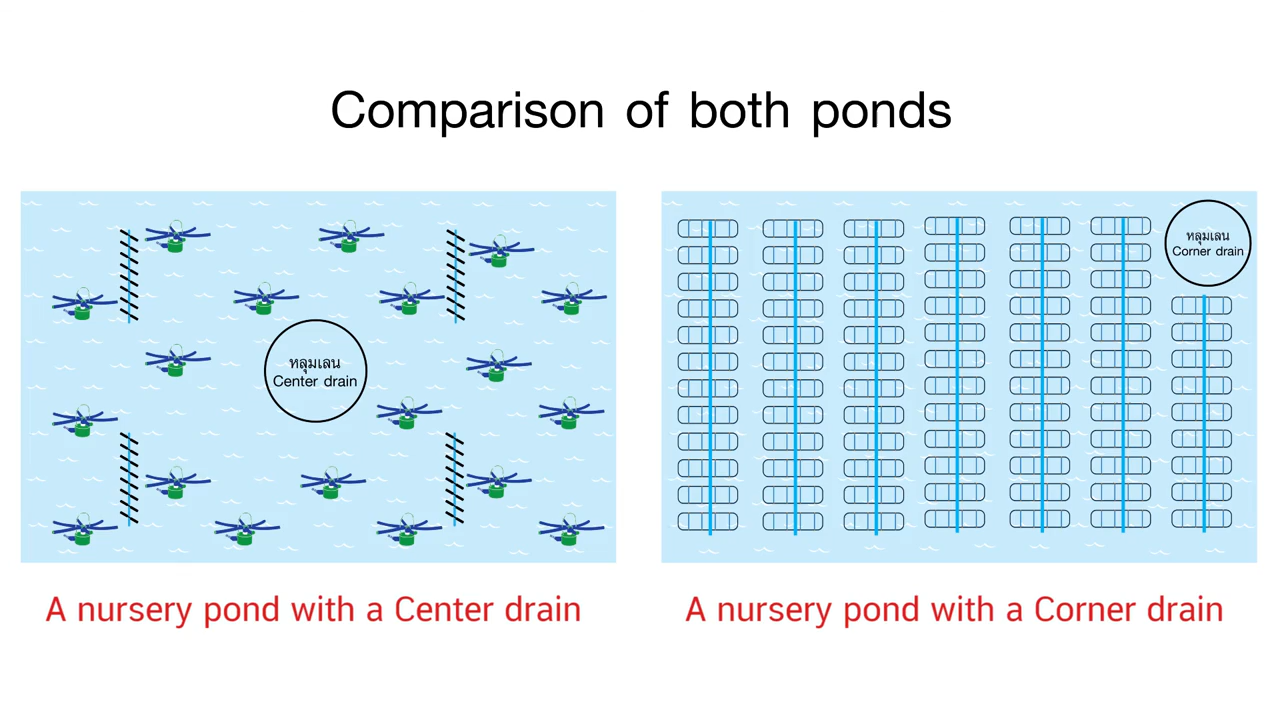 Comparison of both ponds
หลุมเลน
Center drain
หลุมเลน
Corner drain
A nursery pond with a Center drain
A nursery pond with a Corner drain